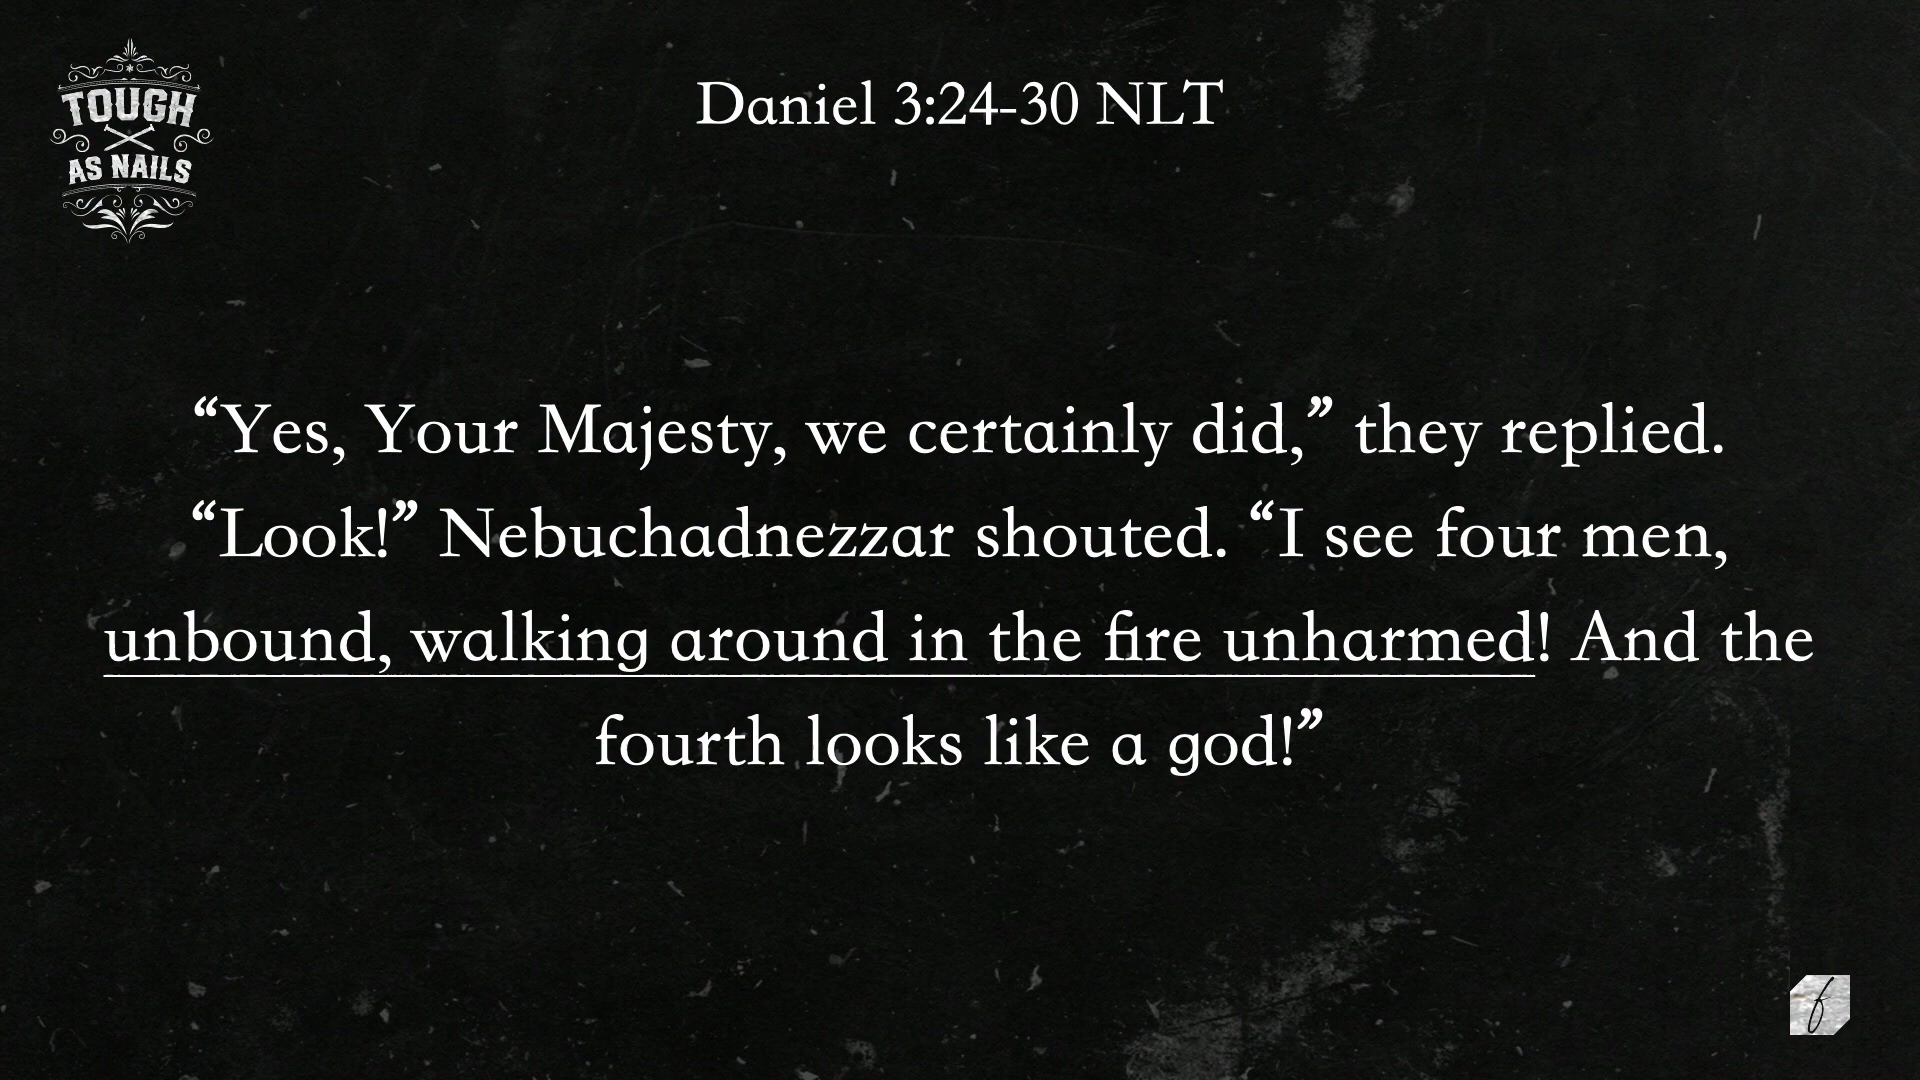 TOUGH
AS NAILS
Daniel 3:24-30 NLT
“Yes, Your Majesty, we certainly did,” they replied.
“Look!” Nebuchadnezzar shouted. “I see four men,
unbound, walking around in the fire unharmed! And the
fourth looks like a god!”
f